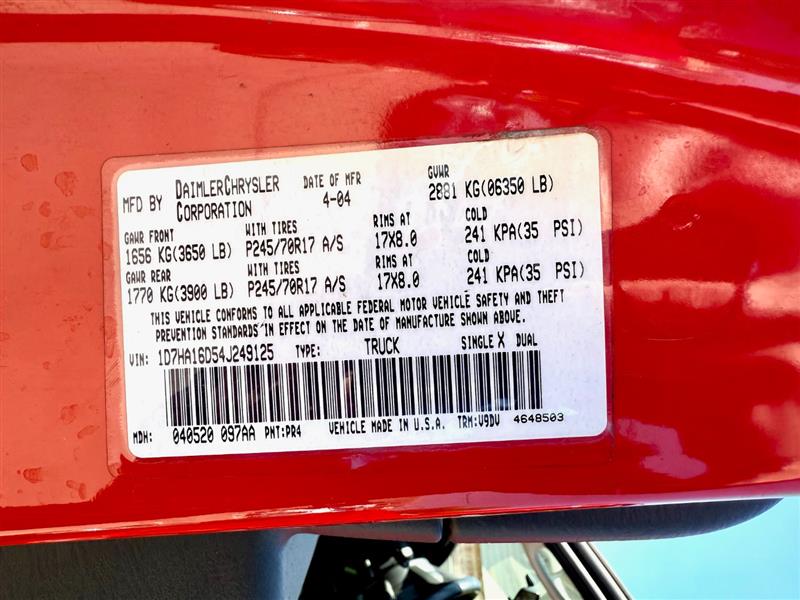 MFD BY DAIMLERCHRYSLER CORPORATION
DATE OF MFR 4-04
GVWR 2881 KG(06350 LB)
GAWR FRONT WITH TIRES RIMS AT COLD
1656 KG(3650 LB) P245/70R17 A/S 17X8.0 241 KPA(35 PSI)
GAWR REAR WITH TIRES RIMS AT COLD
1770 KG(3900 LB) P245/70R17 A/S 17X8.0 241 KPA(35 PSI)
THIS VEHICLE CONFORMS TO ALL APPLICABLE FEDERAL MOTOR VEHICLE SAFETY AND THEFT
PREVENTION STANDARDS IN EFFECT ON THE DATE OF MANUFACTURE SHOWN ABOVE.
VIN: 1D7HA16D54J249125 TYPE: TRUCK SINGLE X DUAL
MDH: 040520 097AA PNT:PR4 VEHICLE MADE IN U.S.A. TRM:V9DV 4648503